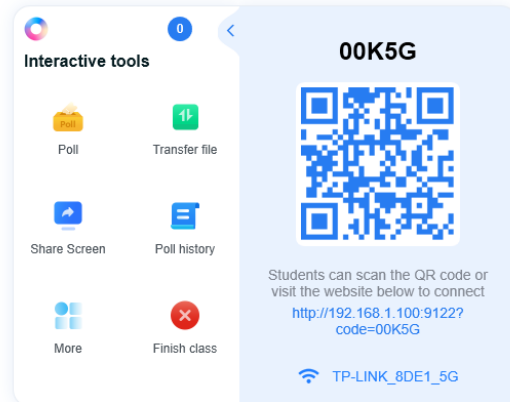 0
Interactive tools
Poll
Poll
Transfer file
Share Screen
Poll history
More
Finish class
00K5G
Students can scan the QR code or
visit the website below to connect
http://192.168.1.100:9122?
code=00K5G
TP-LINK_8DE1_5G